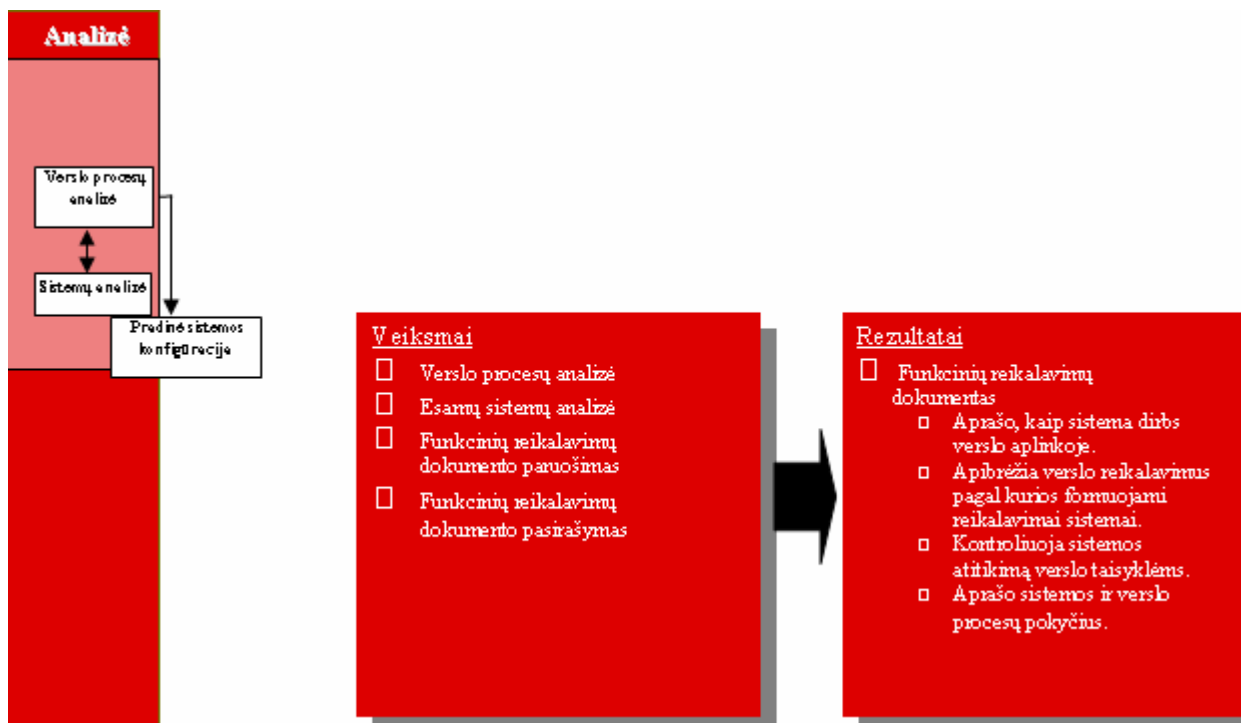 Analizė
Verslo procesų
analizė
Sistemų analizė
Pradinė sistemos
konfigūracija
Veiksmai
Verslo procesų analizė
Esamų sistemų analizė
Funkcinių reikalavimų
dokumento paruošimas
Funkcinių reikalavimų
dokumento pasirašymas
Rezultatai
Funkcinių reikalavimų
dokumentas
Aprašo, kaip sistema dirbs
verslo aplinkoje.
Apibrėžia verslo reikalavimus
pagal kurios formuojami
reikalavimai sistemai.
Kontroliuoja sistemos
atitikimą verslo taisyklėms.
Aprašo sistemos ir verslo
procesų pokyčius.